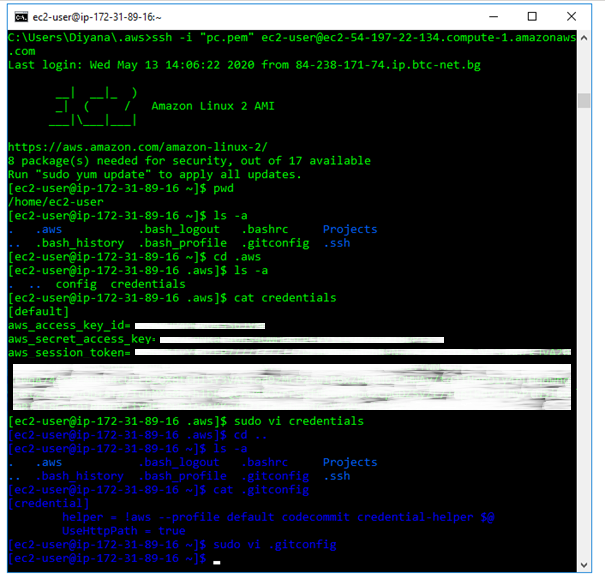 ec2-user@ip-172-31-89-16:~
C:\Users\Diyana\.aws>ssh -i "pc.pem" ec2-user@ec2-54-197-22-134.compute-1.amazonaws
.com
Last login: Wed May 13 14:06:22 2020 from 84-238-171-74.ip.btc-net.bg
__|  __|_  )
_|  (     /   Amazon Linux 2 AMI
___|\___|___|
https://aws.amazon.com/amazon-linux-2/
8 package(s) needed for security, out of 17 available
Run "sudo yum update" to apply all updates.
[ec2-user@ip-172-31-89-16 ~]$ pwd
/home/ec2-user
[ec2-user@ip-172-31-89-16 ~]$ ls -a
.   .aws           .bash_logout   .bashrc     Projects
..  .bash_history  .bash_profile  .gitconfig  .ssh
[ec2-user@ip-172-31-89-16 ~]$ cd .aws
[ec2-user@ip-172-31-89-16 .aws]$ ls -a
.  ..  config  credentials
[ec2-user@ip-172-31-89-16 .aws]$ cat credentials
[default]
aws_access_key_id=
aws_secret_access_key=
aws_session_token=
[ec2-user@ip-172-31-89-16 .aws]$ sudo vi credentials
[ec2-user@ip-172-31-89-16 .aws]$ cd ..
[ec2-user@ip-172-31-89-16 ~]$ ls -a
.   .aws           .bash_logout   .bashrc     Projects
..  .bash_history  .bash_profile  .gitconfig  .ssh
[ec2-user@ip-172-31-89-16 ~]$ cat .gitconfig
[credential]
helper = !aws --profile default codecommit credential-helper $@
UseHttpPath = true
[ec2-user@ip-172-31-89-16 ~]$ sudo vi .gitconfig
[ec2-user@ip-172-31-89-16 ~]$